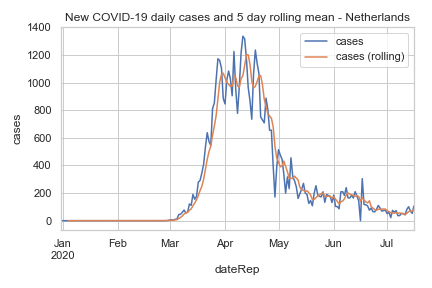 New COVID-19 daily cases and 5 day rolling mean - Netherlands
1400
1200
1000
800
600
400
200
0
cases
cases
cases (rolling)
Jan Feb Mar Apr May Jun Jul
2020
dateRep